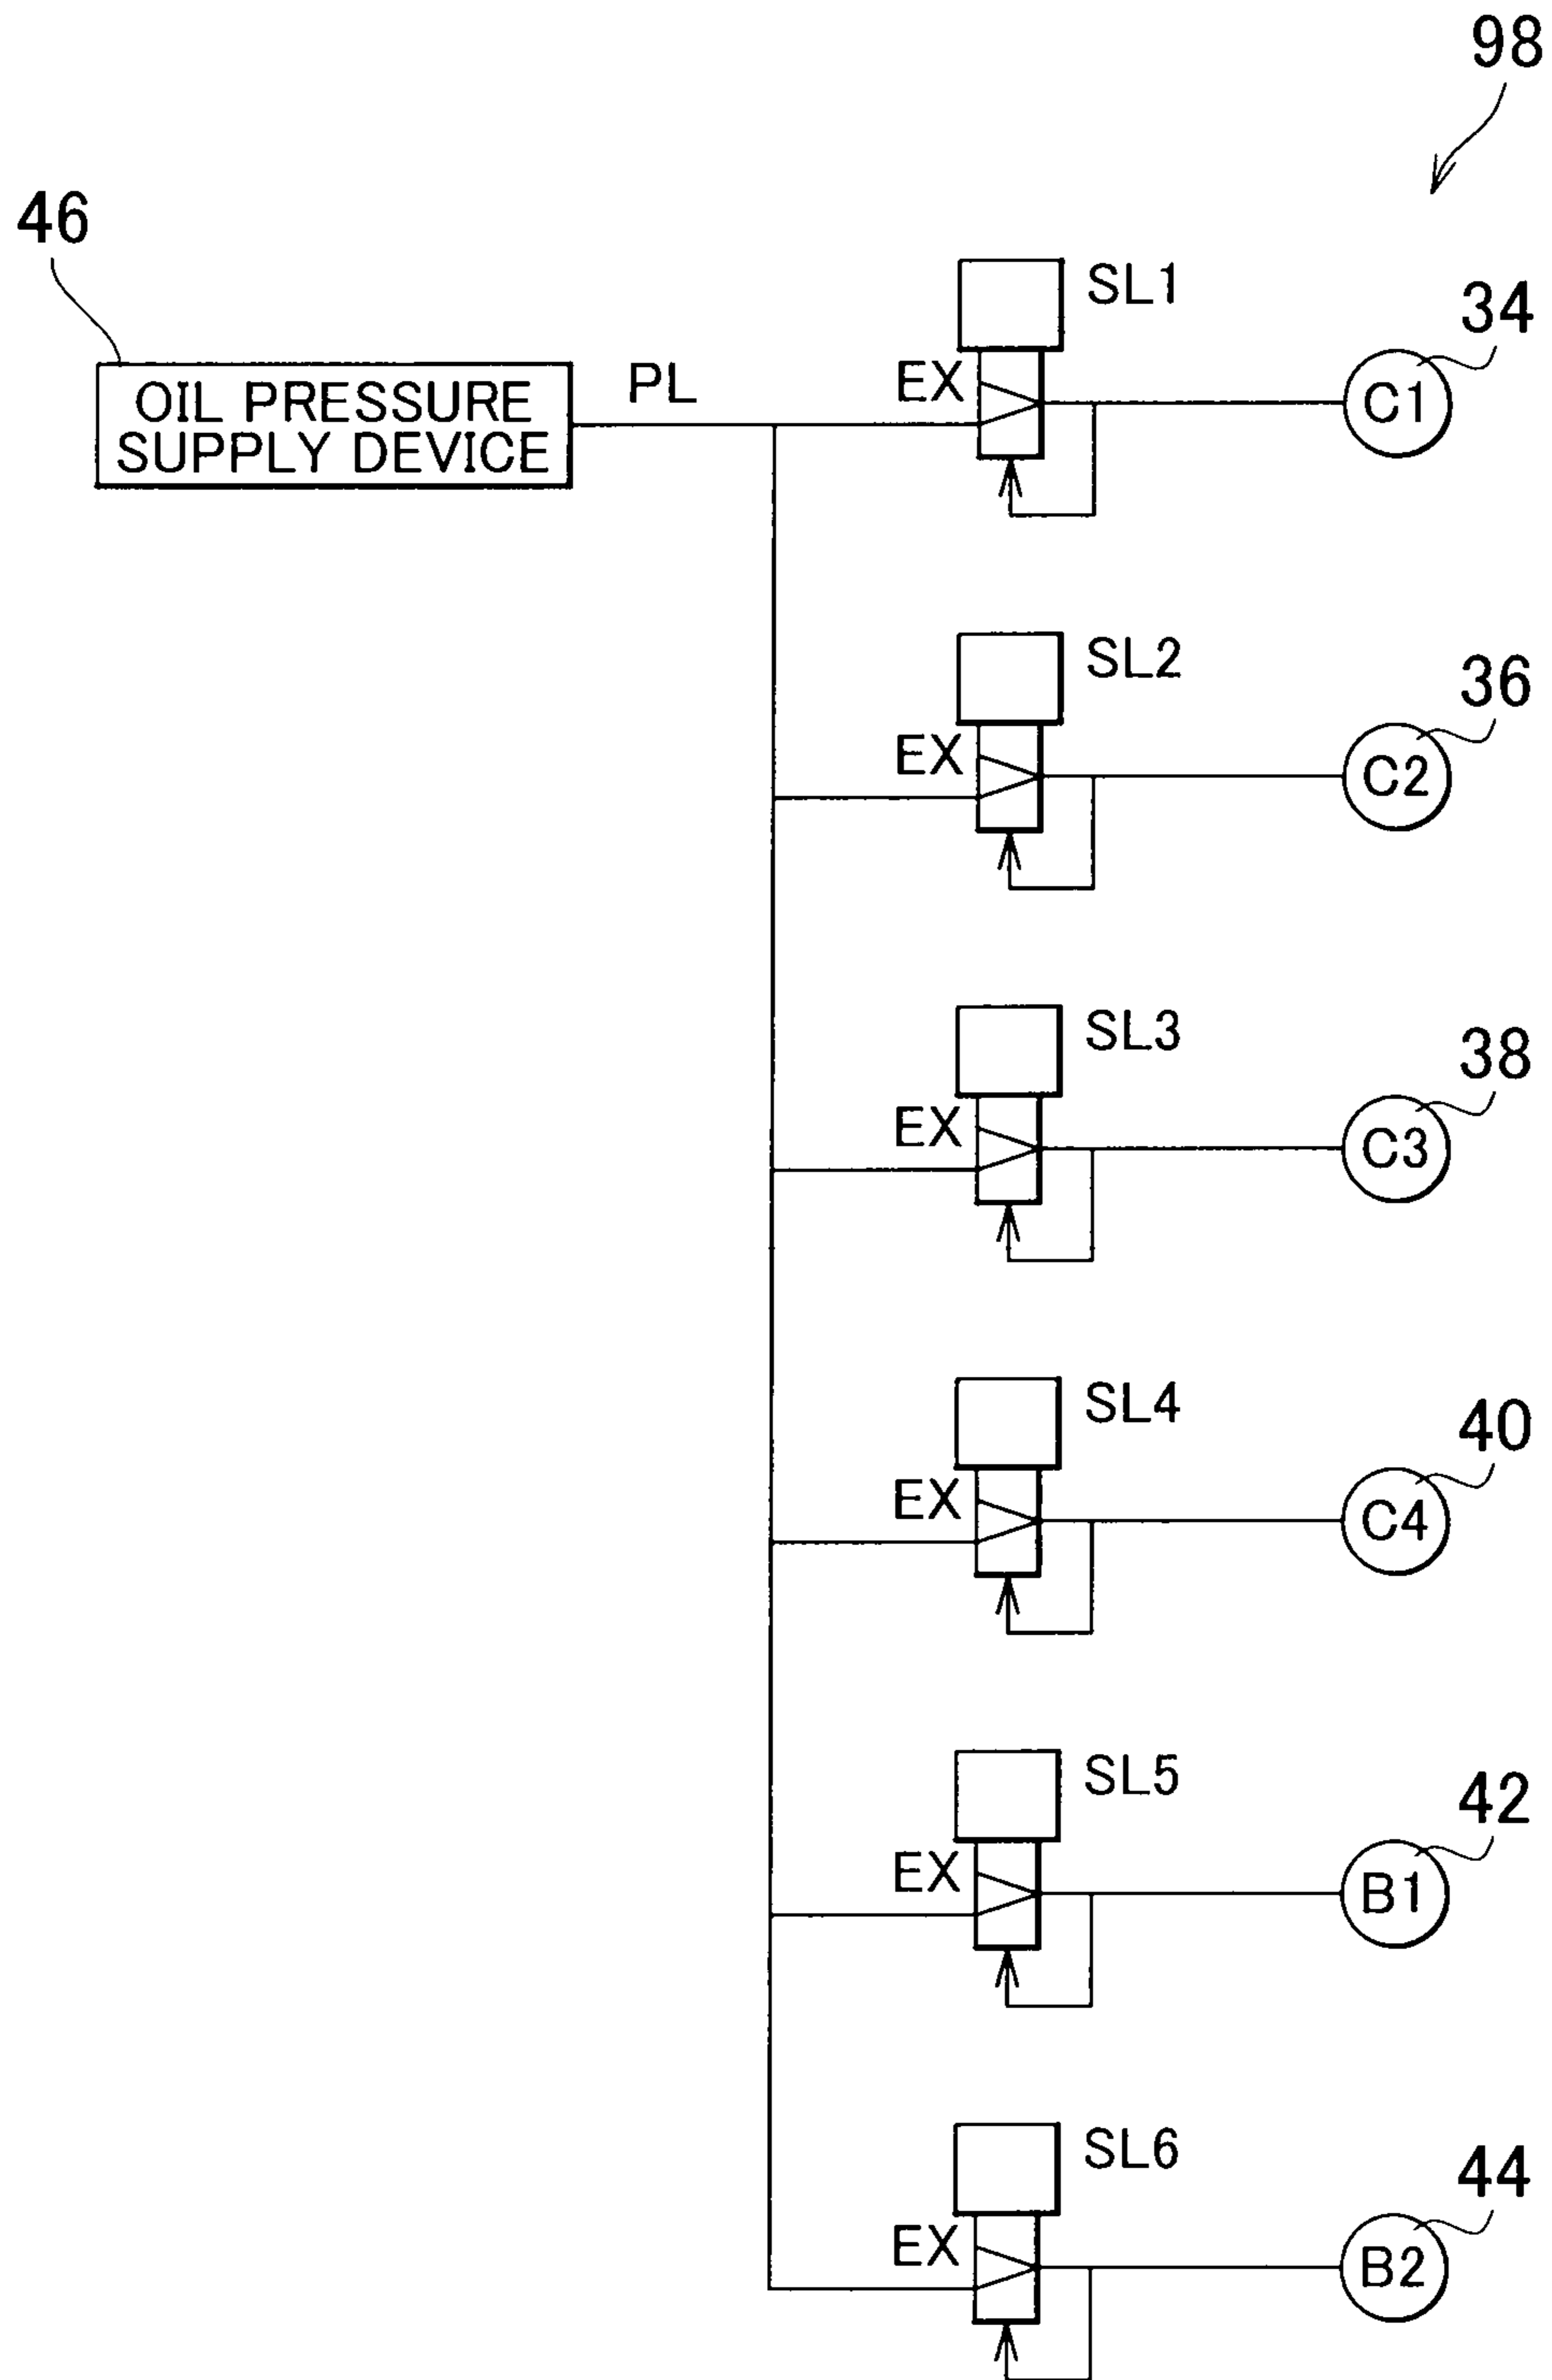 98
46
SL1
34
OIL PRESSURE
SUPPLY DEVICE
PL
EX
C1
SL2
36
EX
C2
SL3
38
EX
C3
SL4
40
EX
C4
SL5
42
EX
B1
SL6
44
EX
B2